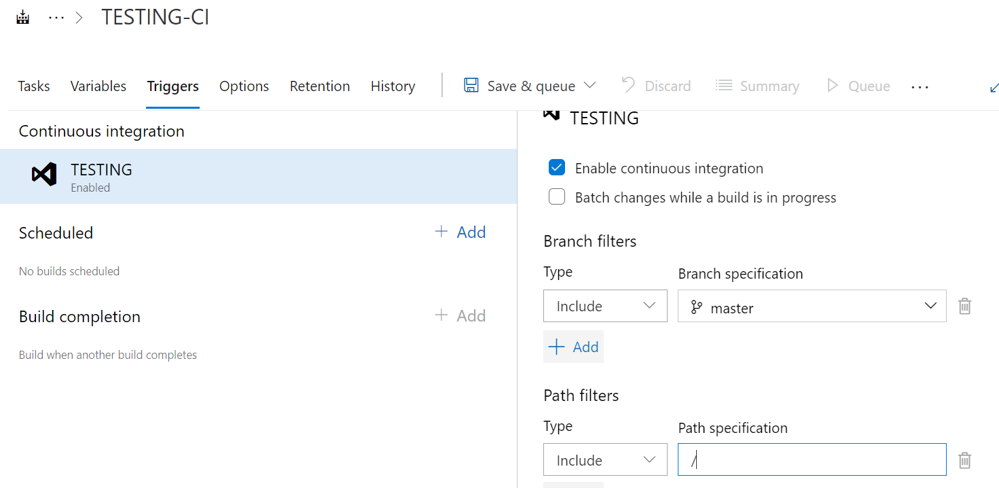 ... > TESTING-CI
Tasks Variables Triggers Options Retention History Save & queue Discard Summary Queue ...
Continuous integration
TESTING
Enabled
Scheduled + Add
No builds scheduled
Build completion + Add
Build when another build completes
TESTING
Enable continuous integration
Batch changes while a build is in progress
Branch filters
Type Branch specification
Include master
+ Add
Path filters
Type Path specification
Include /